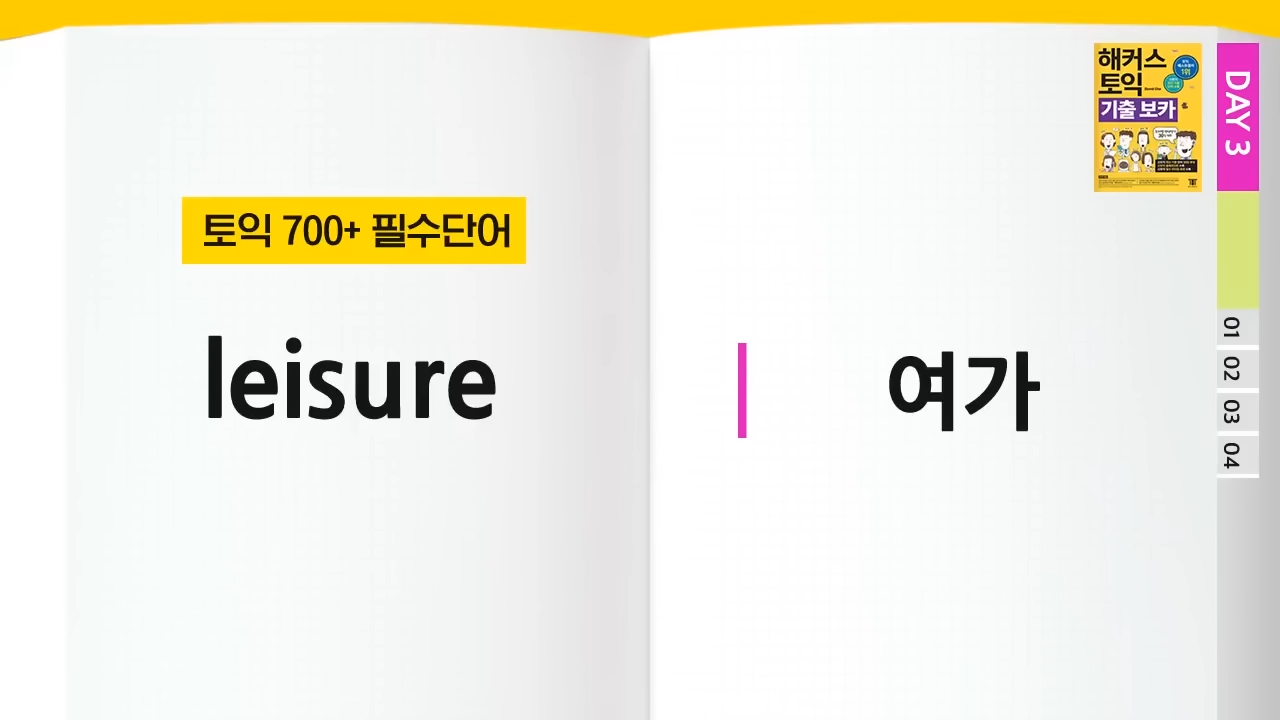 토익 700+ 필수단어
leisure
여가
해커스
토익
기출 보카
DAY 3
01
02
03
04